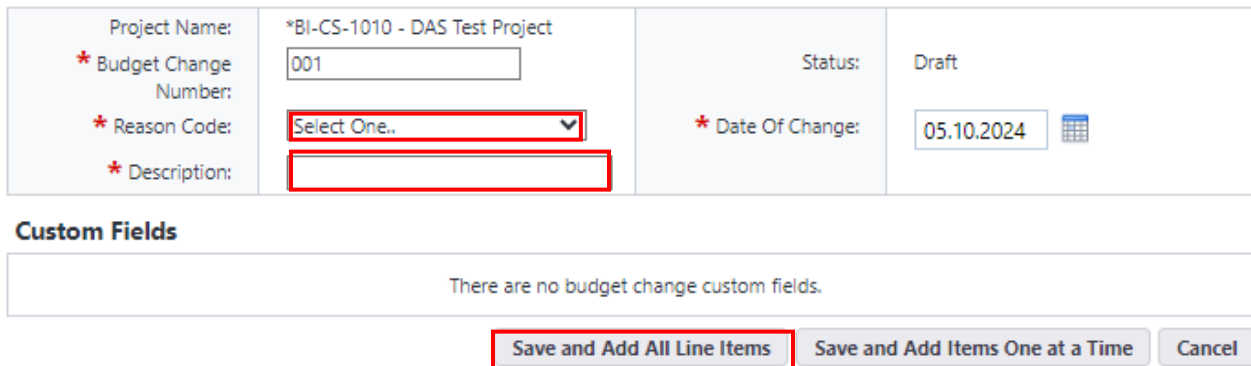 Project Name: *BI-CS-1010 - DAS Test Project
* Budget Change Number: 001 Status: Draft
* Reason Code: Select One.. * Date Of Change: 05.10.2024
* Description:
Custom Fields
There are no budget change custom fields.
Save and Add All Line Items Save and Add Items One at a Time Cancel